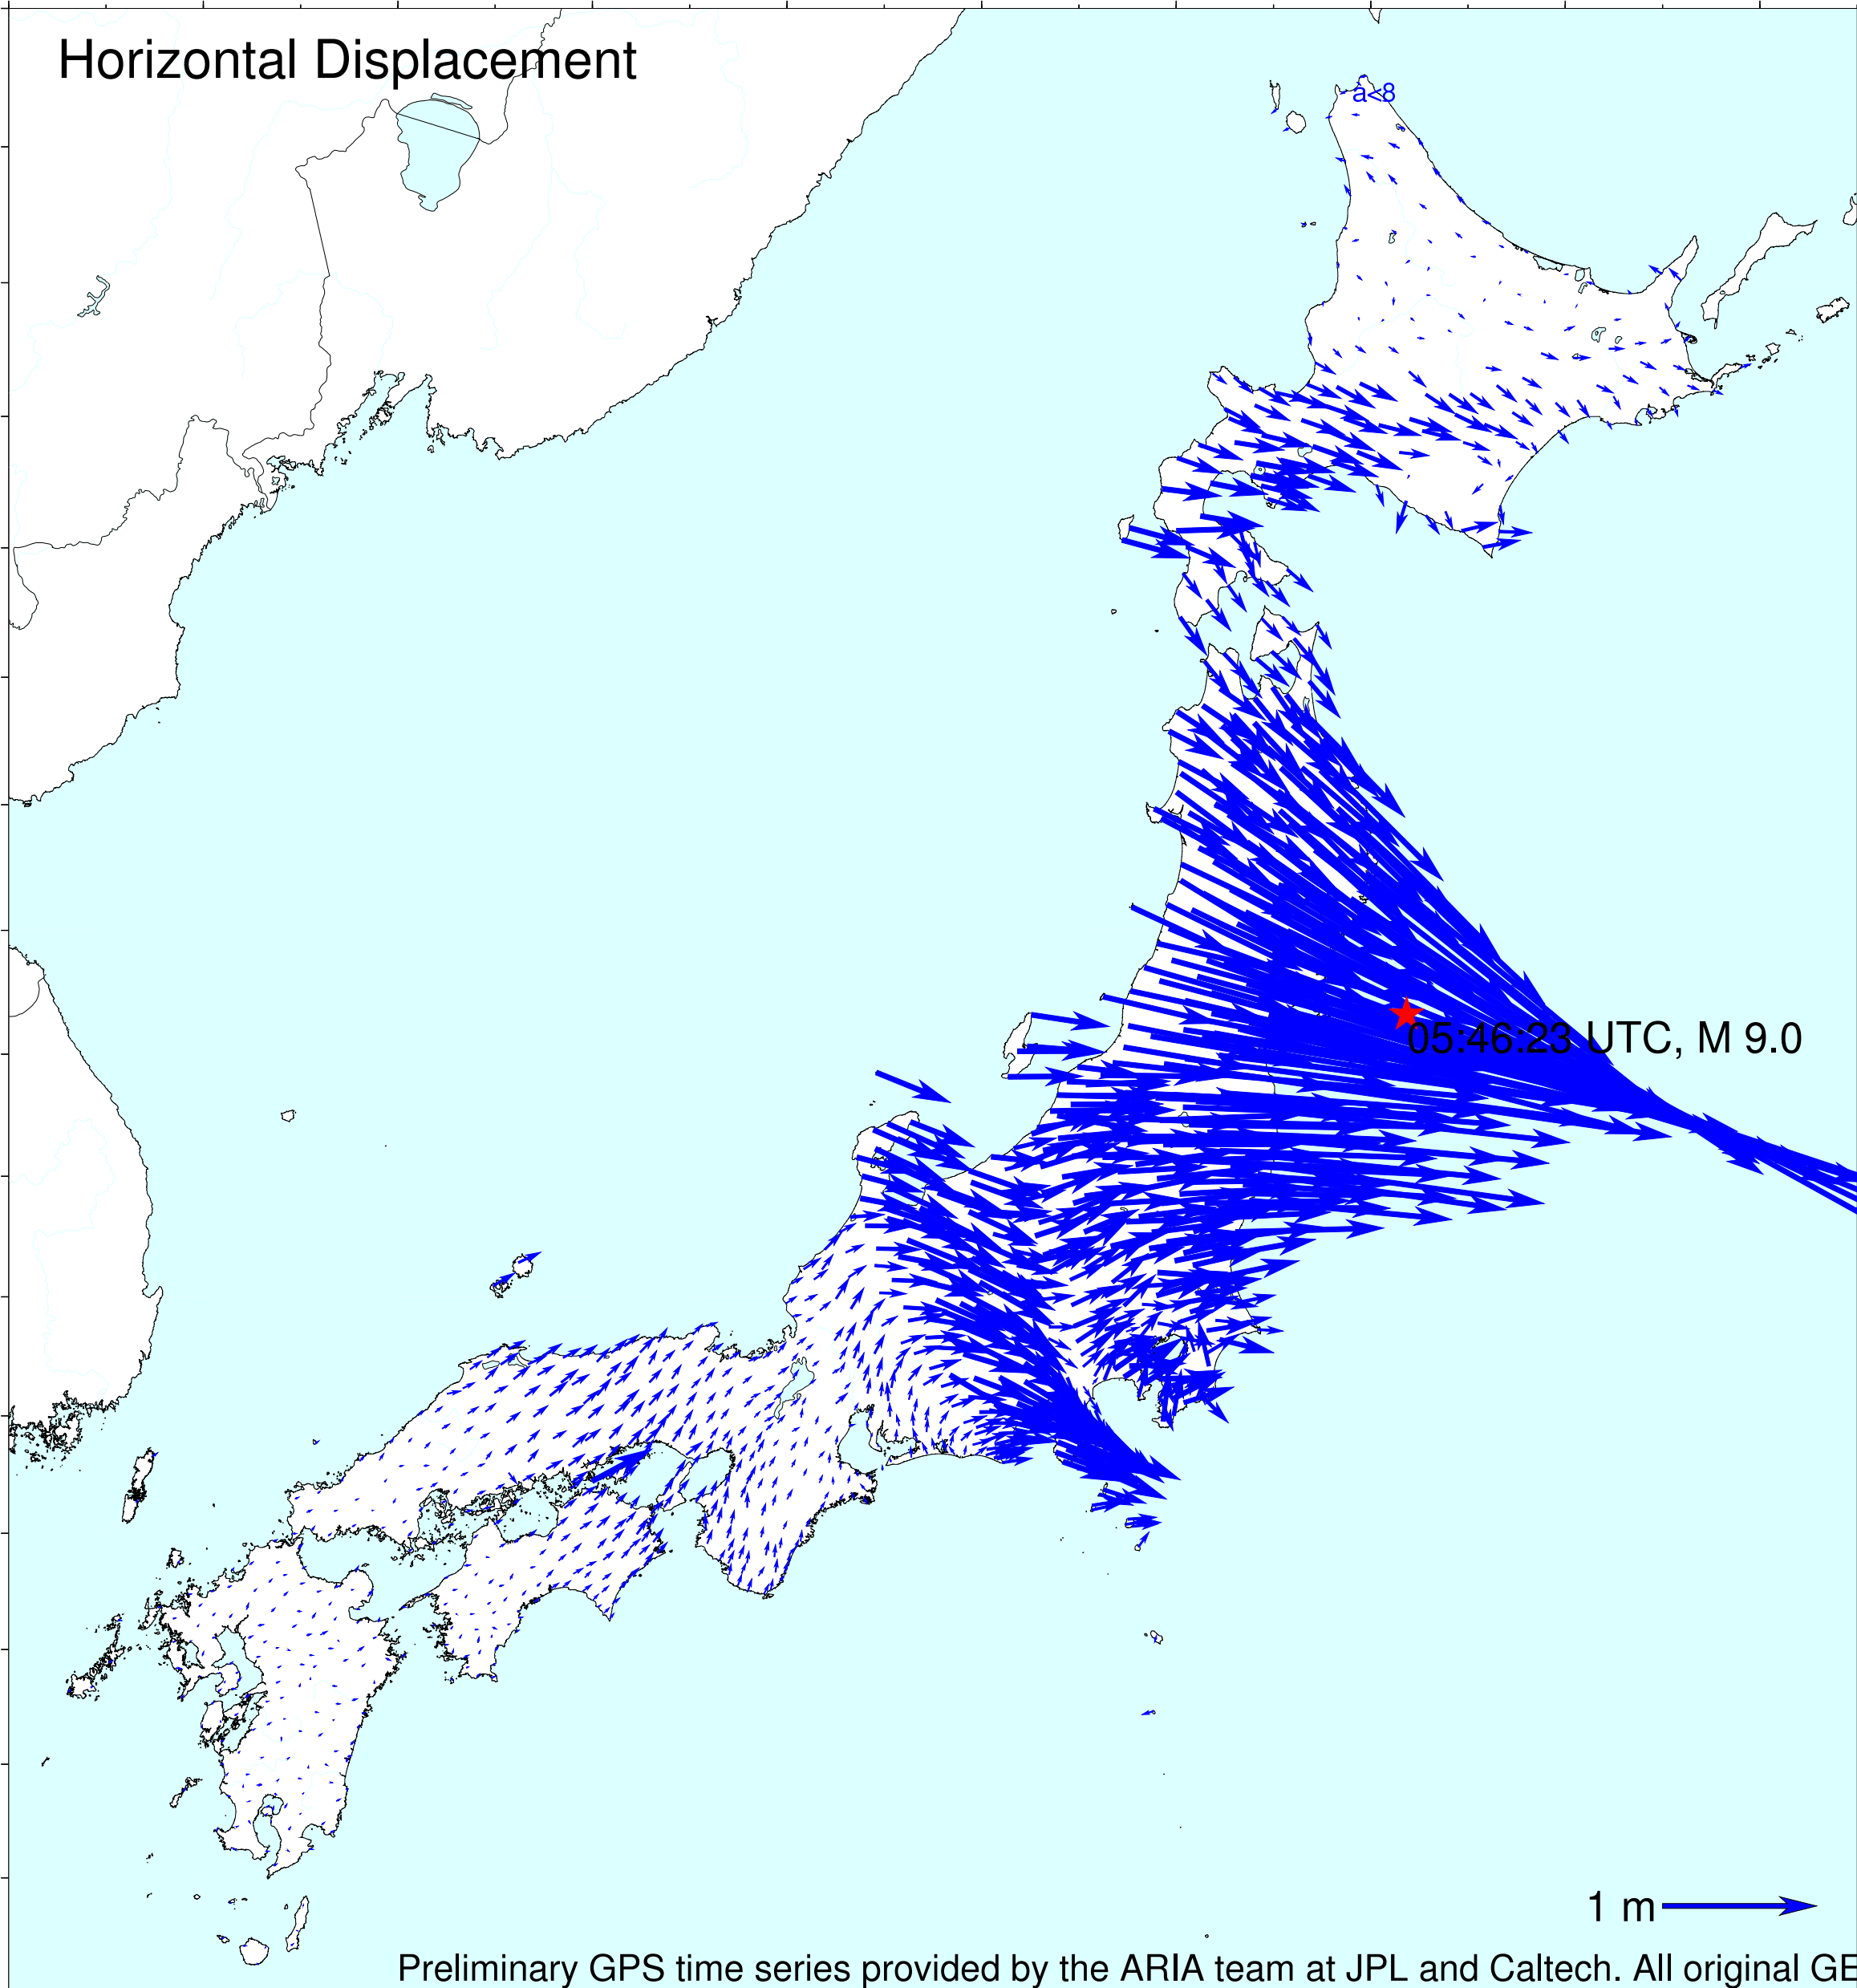 Horizontal Displacement
a<8
05:46:23 UTC, M 9.0
1 m
Preliminary GPS time series provided by the ARIA team at JPL and Caltech. All original GE